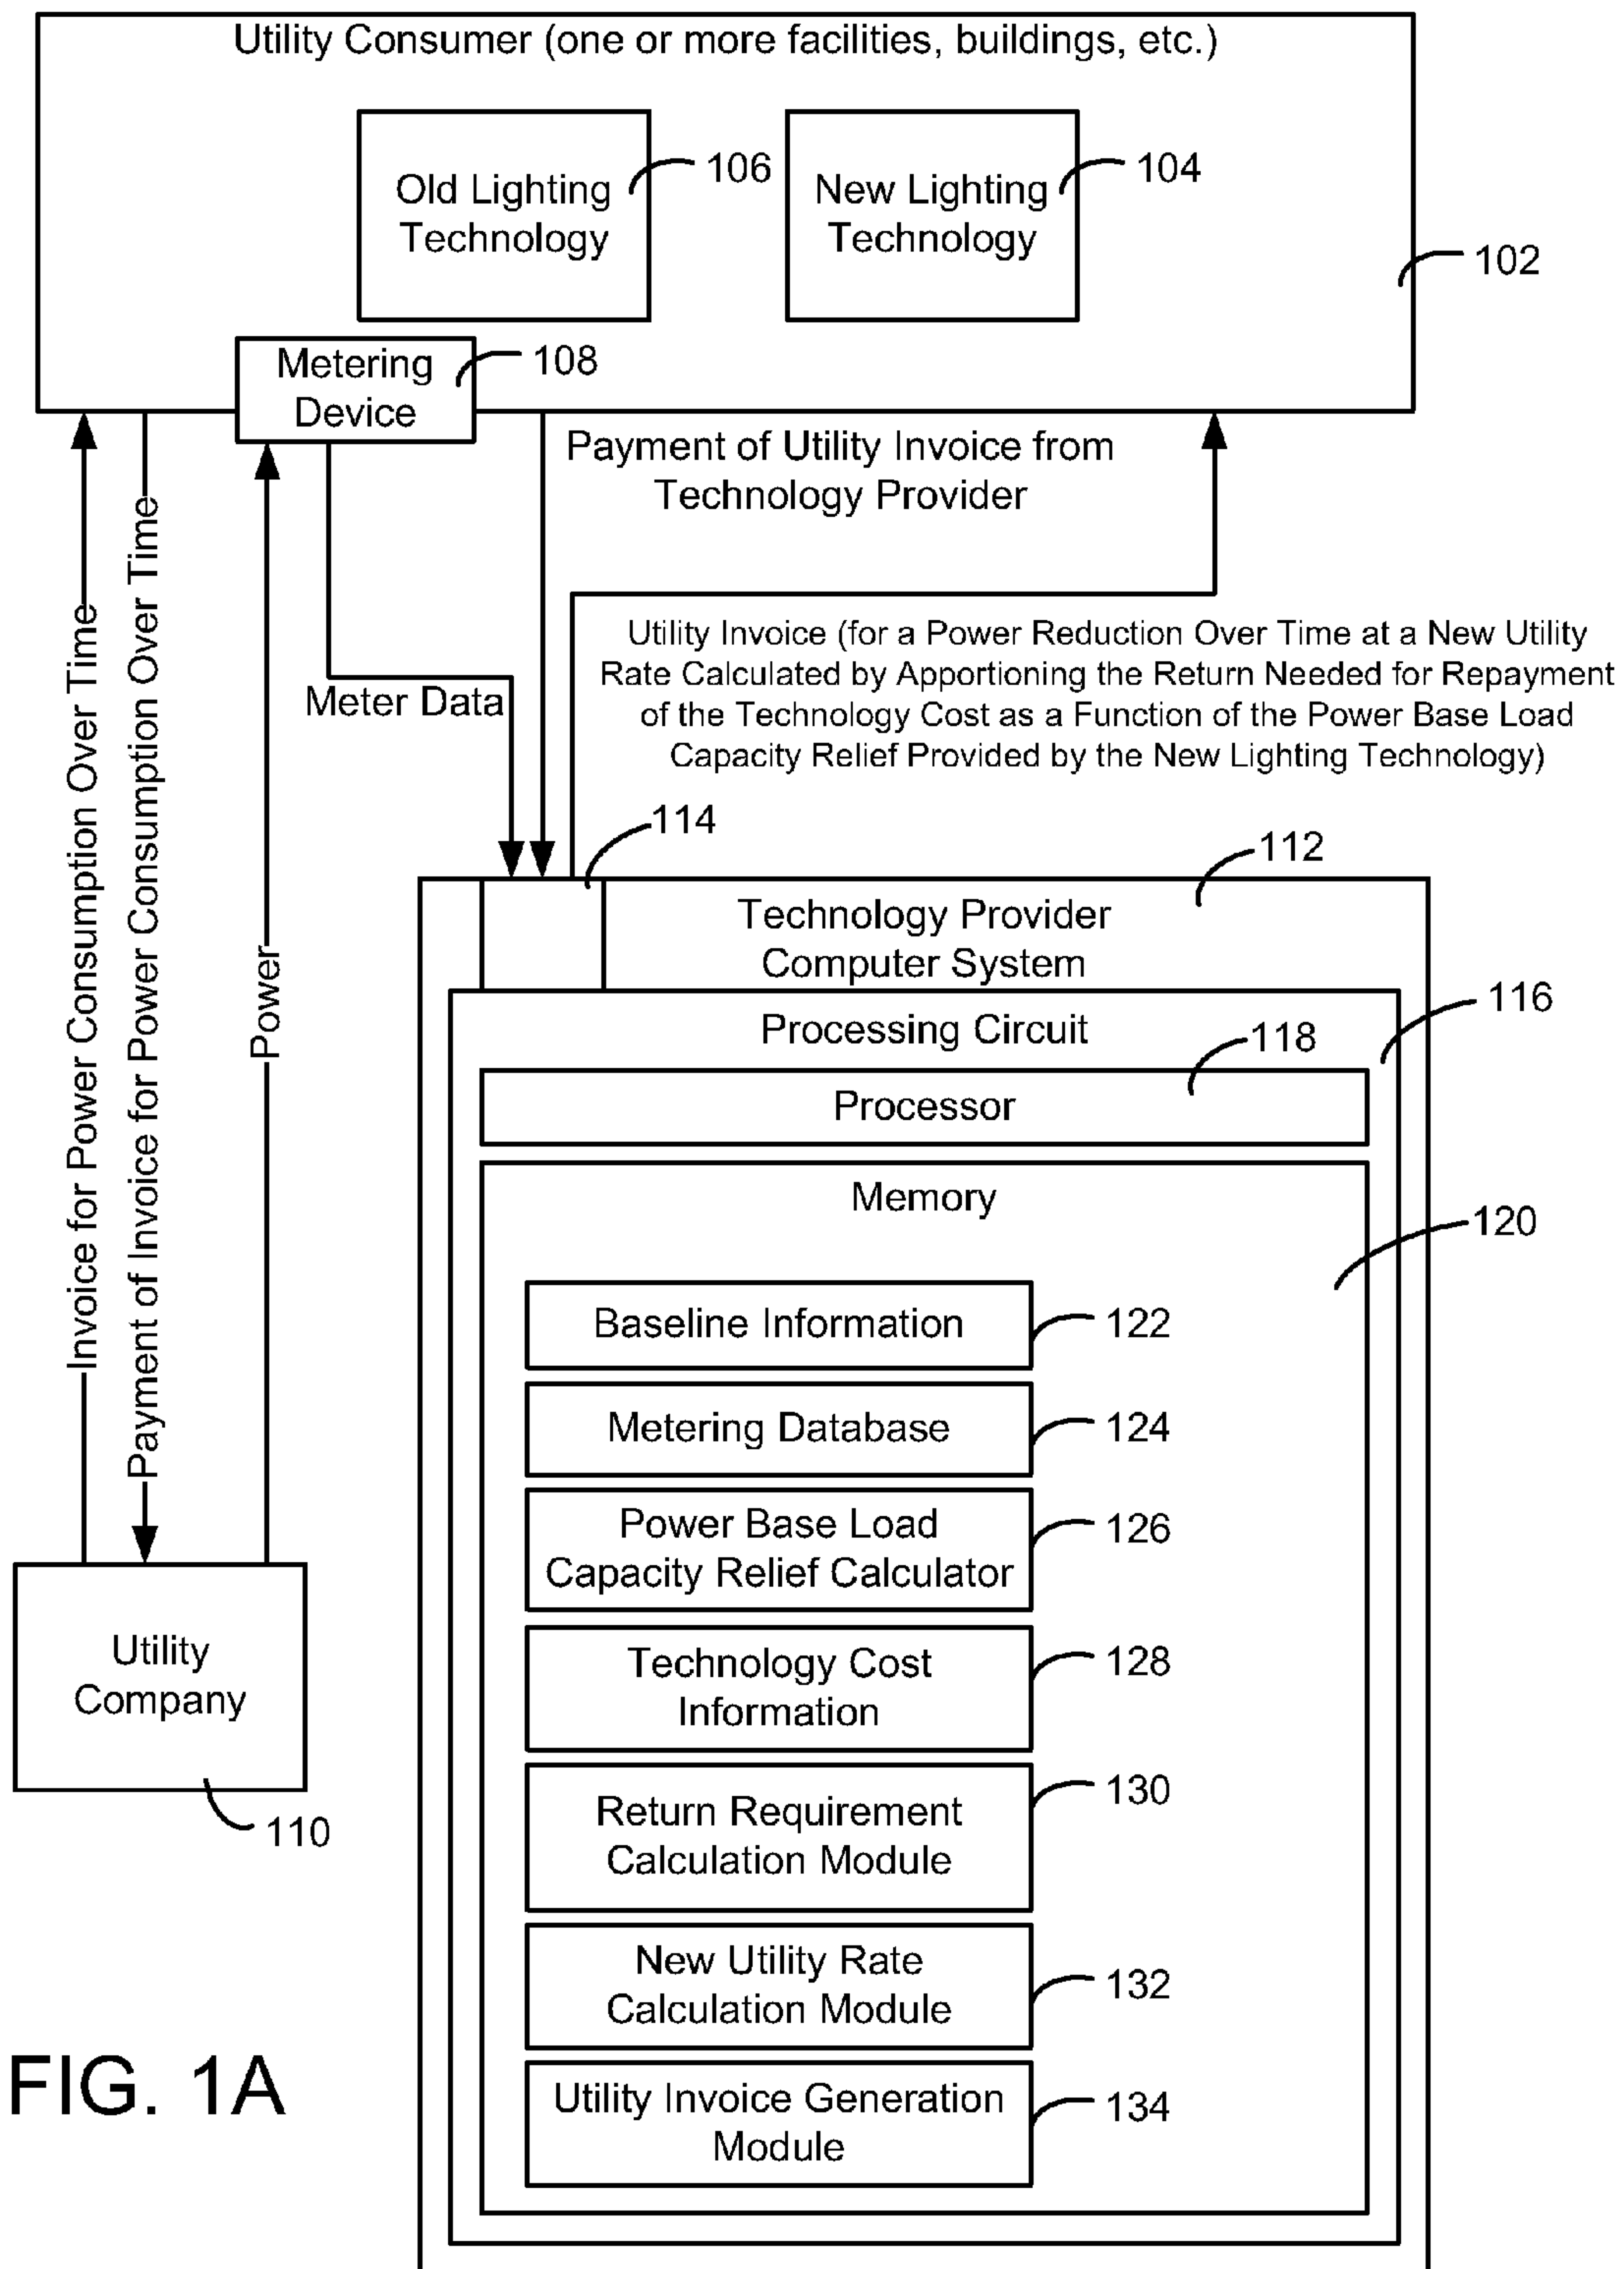 Utility Consumer (one or more facilities, buildings, etc.)
Old Lighting
Technology
106
New Lighting
Technology
104
102
Metering
Device
108
Payment of Utility Invoice from
Technology Provider
Invoice for Power Consumption Over Time
Payment of Invoice for Power Consumption Over Time
Power
Meter Data
Utility Invoice (for a Power Reduction Over Time at a New Utility
Rate Calculated by Apportioning the Return Needed for Repayment
of the Technology Cost as a Function of the Power Base Load
Capacity Relief Provided by the New Lighting Technology)
114
112
Technology Provider
Computer System
116
Processing Circuit
118
Processor
Memory
120
Baseline Information
122
Metering Database
124
Power Base Load
Capacity Relief Calculator
126
Technology Cost
Information
128
Return Requirement
Calculation Module
130
New Utility Rate
Calculation Module
132
Utility Invoice Generation
Module
134
Utility
Company
110
FIG. 1A